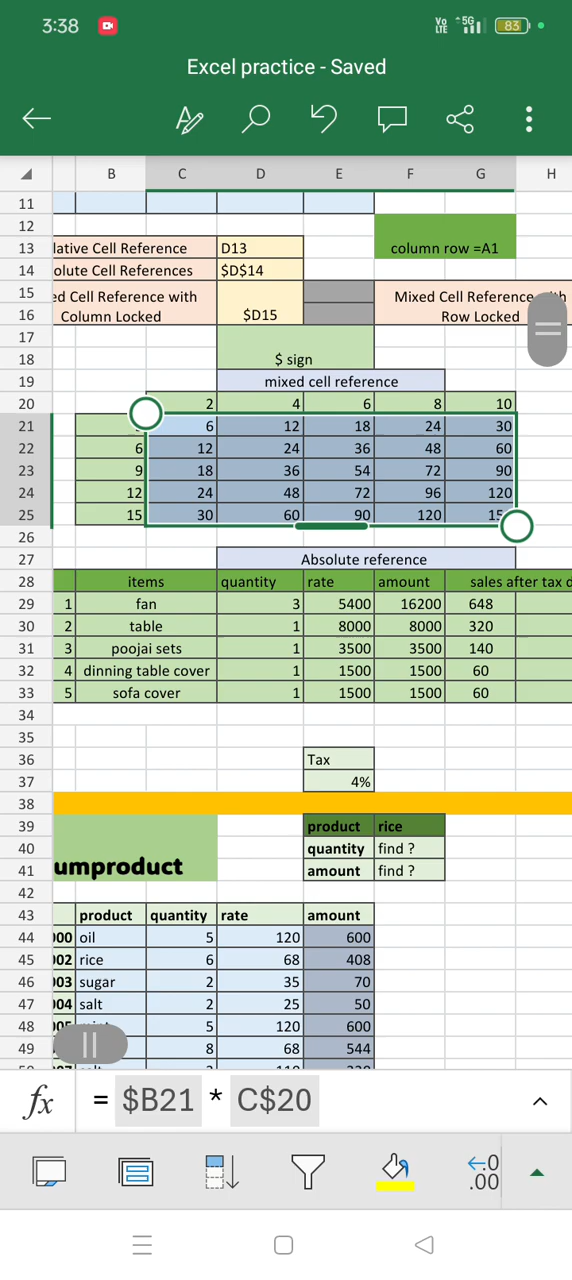 3:38 Vo LTE 5G 83
Excel practice - Saved
B C D E F G H
11
12
13 lative Cell Reference D13 column row =A1
14 olute Cell References $D$14
15 ed Cell Reference with Mixed Cell Reference
16 Column Locked $D15 Row Locked
17
18 $ sign
19 mixed cell reference
20 2 4 6 8 10
21 6 12 18 24 30
22 6 12 24 36 48 60
23 9 18 36 54 72 90
24 12 24 48 72 96 120
25 15 30 60 90 120
26
27 Absolute reference
28 items quantity rate amount sales after tax
29 1 fan 3 5400 16200 648
30 2 table 1 8000 8000 320
31 3 poojai sets 1 3500 3500 140
32 4 dinning table cover 1 1500 1500 60
33 5 sofa cover 1 1500 1500 60
34
35
36 Tax
37 4%
38
39 product rice
40 quantity find ?
41 umproduct amount find ?
42
43 product quantity rate amount
44 00 oil 5 120 600
45 02 rice 6 68 408
46 03 sugar 2 35 70
47 04 salt 2 25 50
48 5 120 600
49 8 68 544
fx = $B21 * C$20
←.0
.00